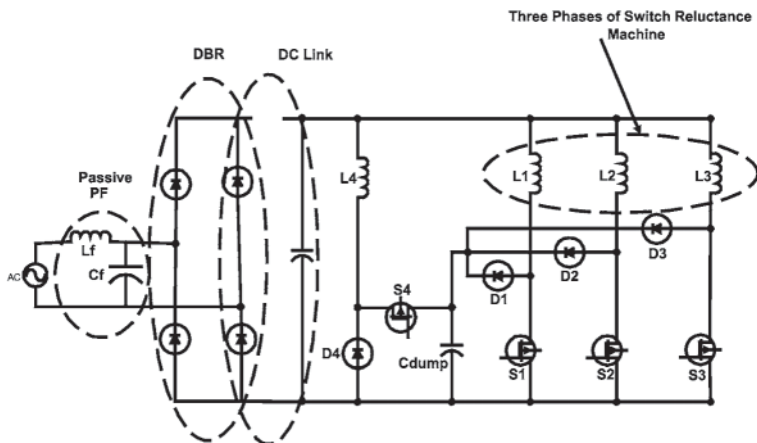 Three Phases of Switch Reluctance
Machine
DBR
DC Link
Passive
PF
Lf
Cf
AC
L4
L1
L2
L3
D3
D2
D1
S4
D4
Cdump
S1
S2
S3